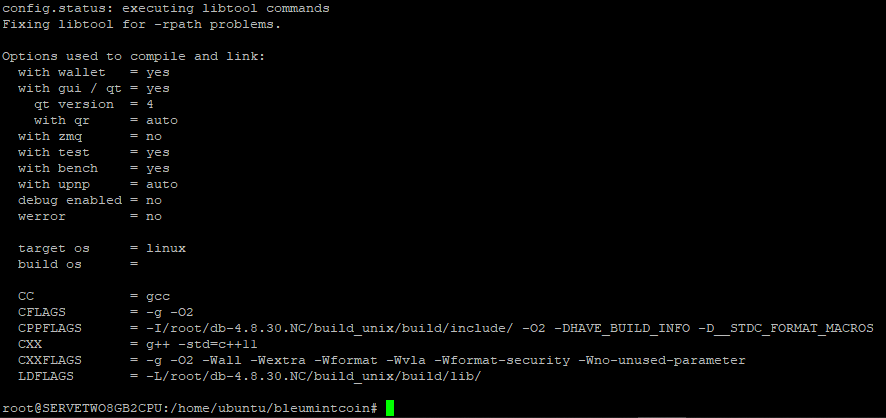 config.status: executing libtool commands
Fixing libtool for -rpath problems.

Options used to compile and link:
  with wallet   = yes
  with gui / qt = yes
    qt version  = 4
    with qr     = auto
  with zmq      = no
  with test     = yes
  with bench    = yes
  with upnp     = auto
  debug enabled = no
  werror        = no

  target os     = linux
  build os      =

  CC            = gcc
  CFLAGS        = -g -O2
  CPPFLAGS      = -I/root/db-4.8.30.NC/build_unix/build/include/ -O2 -DHAVE_BUILD_INFO -D__STDC_FORMAT_MACROS
  CXX           = g++ -std=c++11
  CXXFLAGS      = -g -O2 -Wall -Wextra -Wformat -Wvla -Wformat-security -Wno-unused-parameter
  LDFLAGS       = -L/root/db-4.8.30.NC/build_unix/build/lib/

root@SERVETWO8GB2CPU:/home/ubuntu/bleumintcoin#